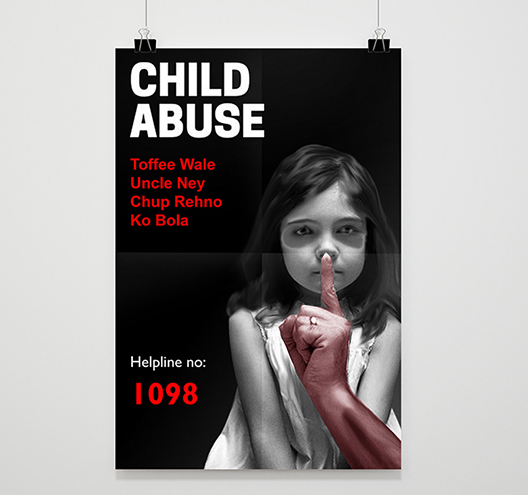 CHILD
ABUSE
Toffee Wale
Uncle Ney
Chup Rehno
Ko Bola
Helpline no:
1098